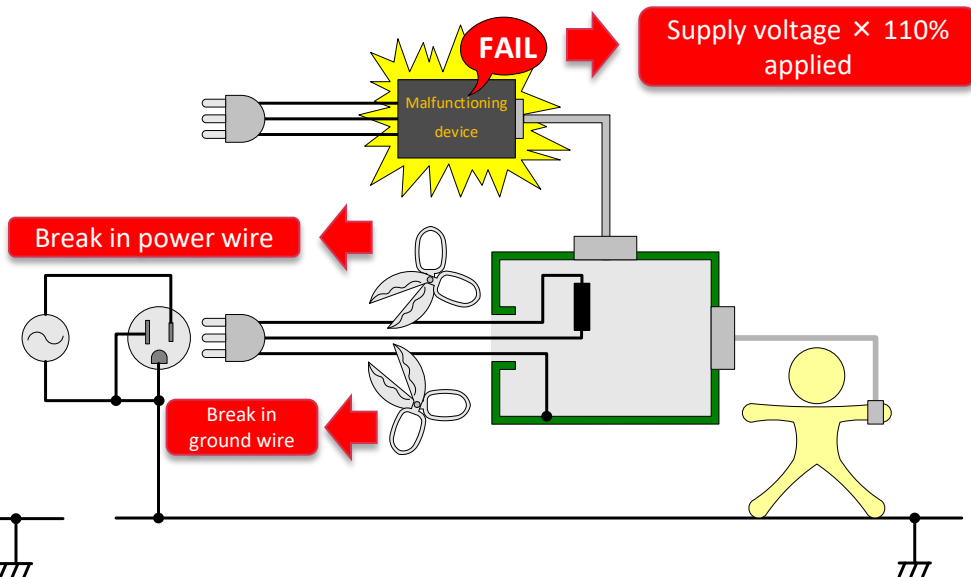 FAIL
Supply voltage × 110%
applied
Malfunctioning
device
Break in power wire
Break in
ground wire